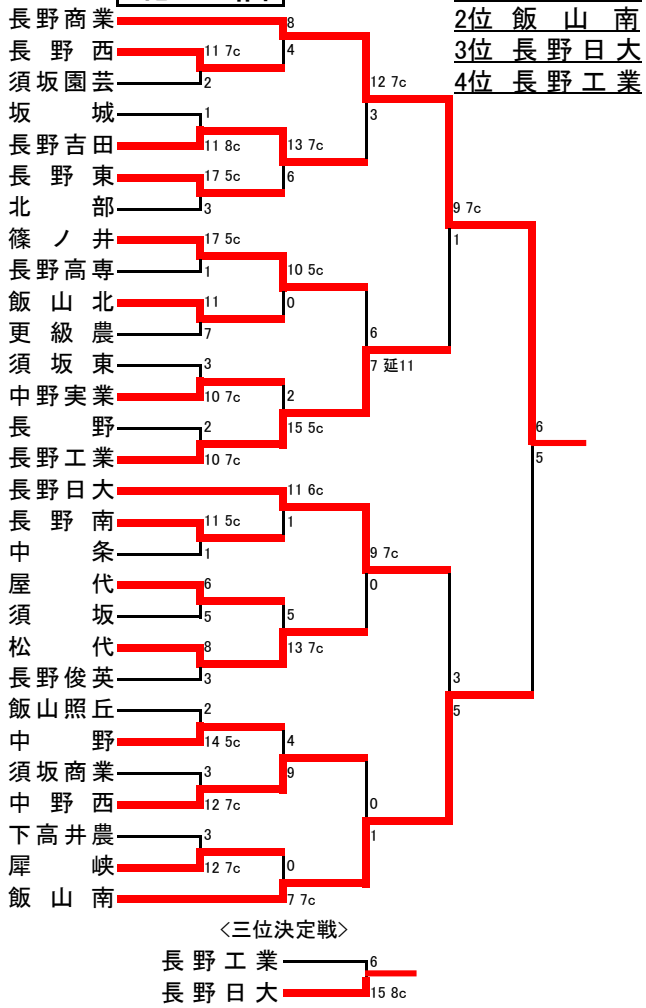 2位 飯山南
3位 長野日大
4位 長野工業
長野商業 8
長野西 11 7c 4
須坂園芸 2
12 7c
坂城 1 3
長野吉田 11 8c 13 7c
長野東 17 5c 6
北部 3
9 7c
篠ノ井 17 5c 1
長野高専 1 10 5c
飯山北 11 0
更級農 7 6
須坂東 3 7 延11
中野実業 10 7c 2
長野 2 15 5c 6
長野工業 10 7c 5
長野日大 11 6c
長野南 11 5c 1
中条 1 9 7c
屋代 6 0
須坂 5 5
松代 8 13 7c
長野俊英 3 3
飯山照丘 2 5
中野 14 5c 4
須坂商業 3 9
中野西 12 7c 0
下高井農 3 1
犀峡 12 7c 0
飯山南 7 7c
<三位決定戦>
長野工業 6
長野日大 15 8c